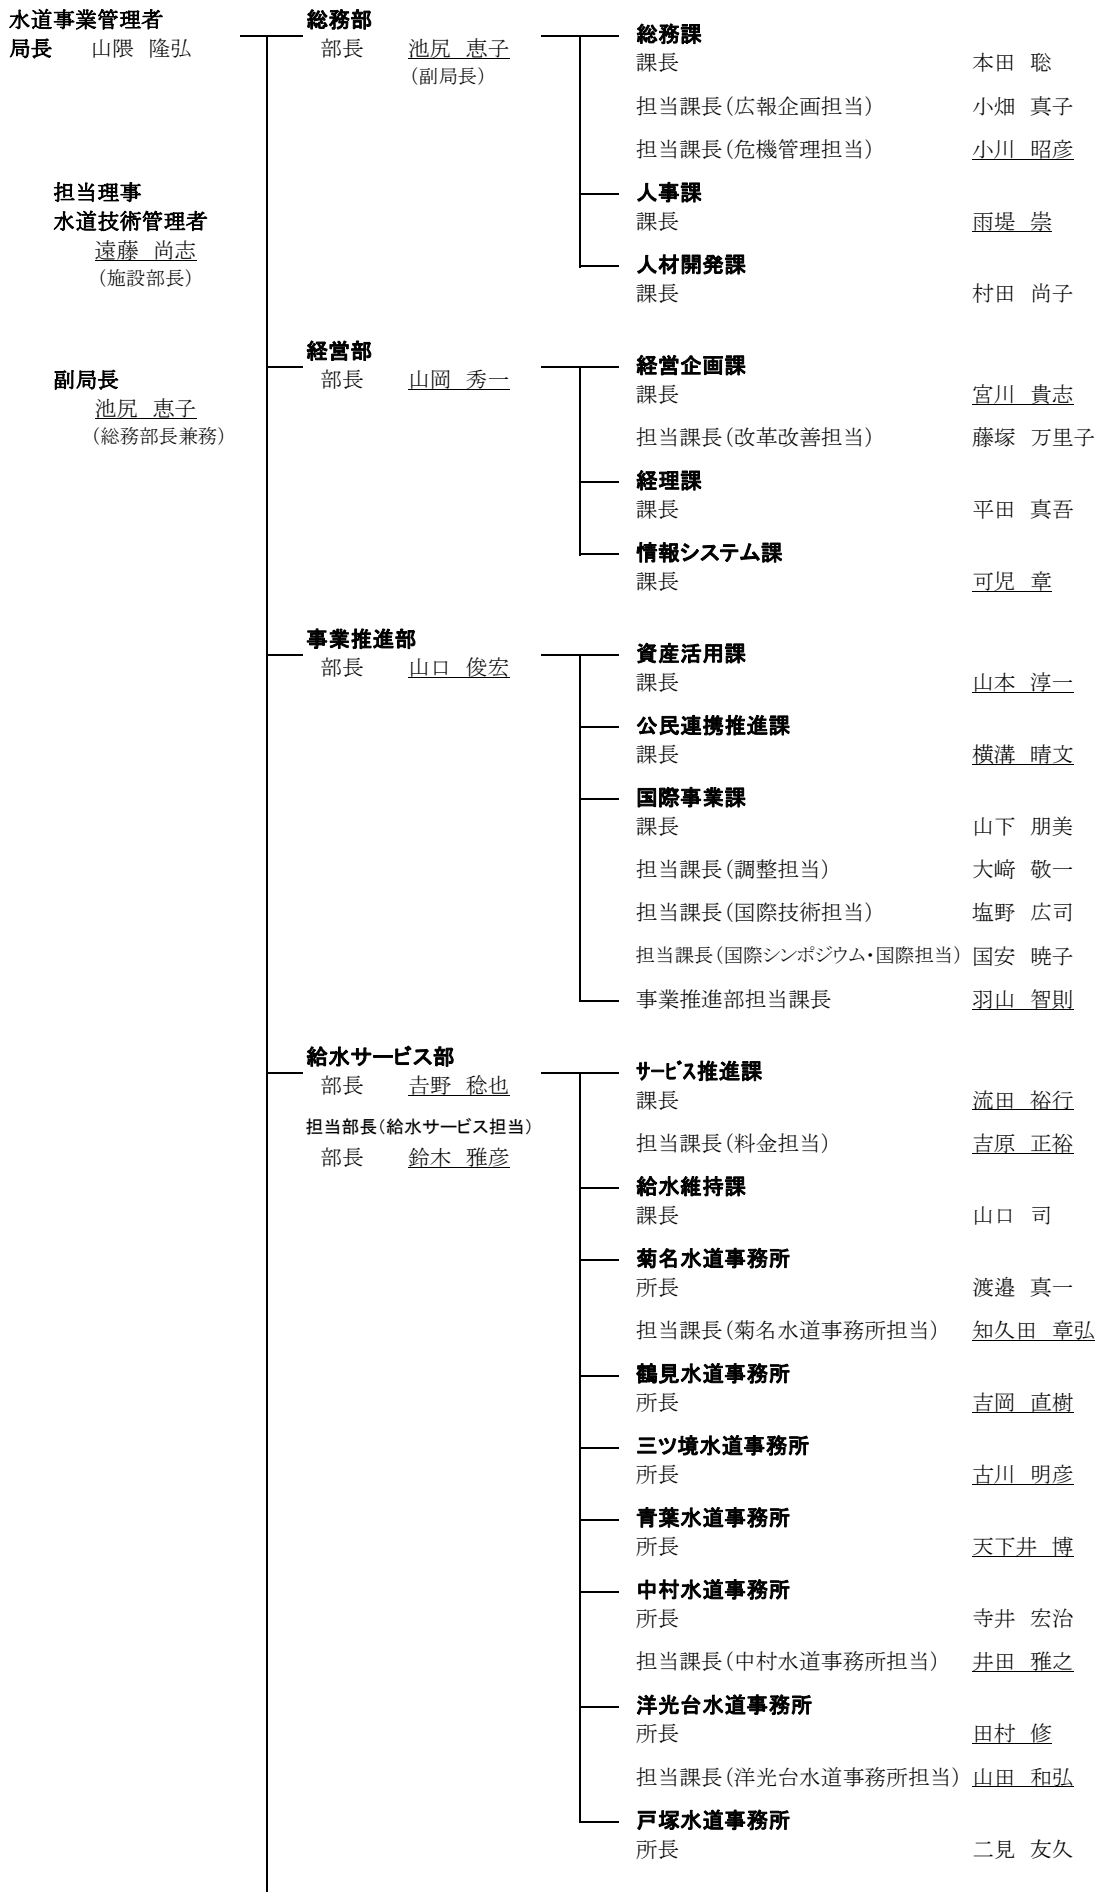 水道事業管理者
局長 山隈 隆弘
担当理事
水道技術管理者
遠藤 尚志
(施設部長)
副局長
池尻 恵子
(総務部長兼務)
総務部
部長 池尻 恵子
(副局長)
総務課
課長 本田 聡
担当課長(広報企画担当) 小畑 真子
担当課長(危機管理担当) 小川 昭彦
人事課
課長 雨堤 崇
人材開発課
課長 村田 尚子
経営部
部長 山岡 秀一
経営企画課
課長 宮川 貴志
担当課長(改革改善担当) 藤塚 万里子
経理課
課長 平田 真吾
情報システム課
課長 可児 章
事業推進部
部長 山口 俊宏
資産活用課
課長 山本 淳一
公民連携推進課
課長 横溝 晴文
国際事業課
課長 山下 朋美
担当課長(調整担当) 大﨑 敬一
担当課長(国際技術担当) 塩野 広司
担当課長(国際シンポジウム・国際担当) 国安 暁子
事業推進部担当課長 羽山 智則
給水サービス部
部長 𠮷野 稔也
担当部長(給水サービス担当)
部長 鈴木 雅彦
サービス推進課
課長 流田 裕行
担当課長(料金担当) 吉原 正裕
給水維持課
課長 山口 司
菊名水道事務所
所長 渡邉 真一
担当課長(菊名水道事務所担当) 知久田 章弘
鶴見水道事務所
所長 吉岡 直樹
三ツ境水道事務所
所長 古川 明彦
青葉水道事務所
所長 天下井 博
中村水道事務所
所長 寺井 宏治
担当課長(中村水道事務所担当) 井田 雅之
洋光台水道事務所
所長 田村 修
担当課長(洋光台水道事務所担当) 山田 和弘
戸塚水道事務所
所長 二見 友久